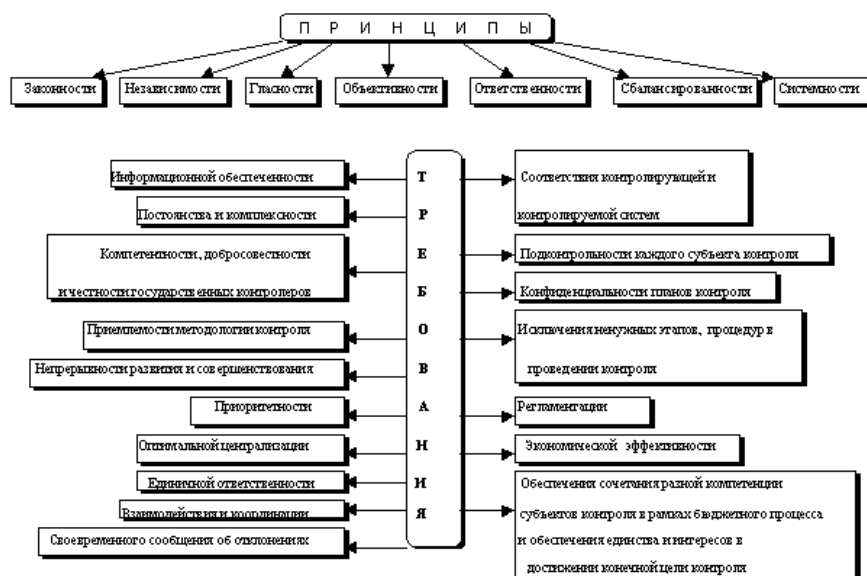 П Р И Н Ц И П Ы
Законности
Независимости
Гласности
Объективности
Ответственности
Сбалансированности
Системности
Т Р Е Б О В А Н И Я
Информационной обеспеченности
Постоянства и комплексности
Компетентности, добросовестности
и честности государственных контролеров
Приемлемости методологии контроля
Непрерывности развития и совершенствования
Приоритетности
Оптимальной централизации
Единичной ответственности
Взаимодействия и координации
Своевременного сообщения об отклонениях
Соответствия контролирующей и
контролируемой систем
Подконтрольности каждого субъекта контроля
Конфиденциальности планов контроля
Исключения ненужных этапов, процедур в
проведении контроля
Регламентации
Экономической эффективности
Обеспечения сочетания разной компетенции
субъектов контроля в рамках бюджетного процесса
и обеспечения единства и интересов в
достижении конечной цели контроля